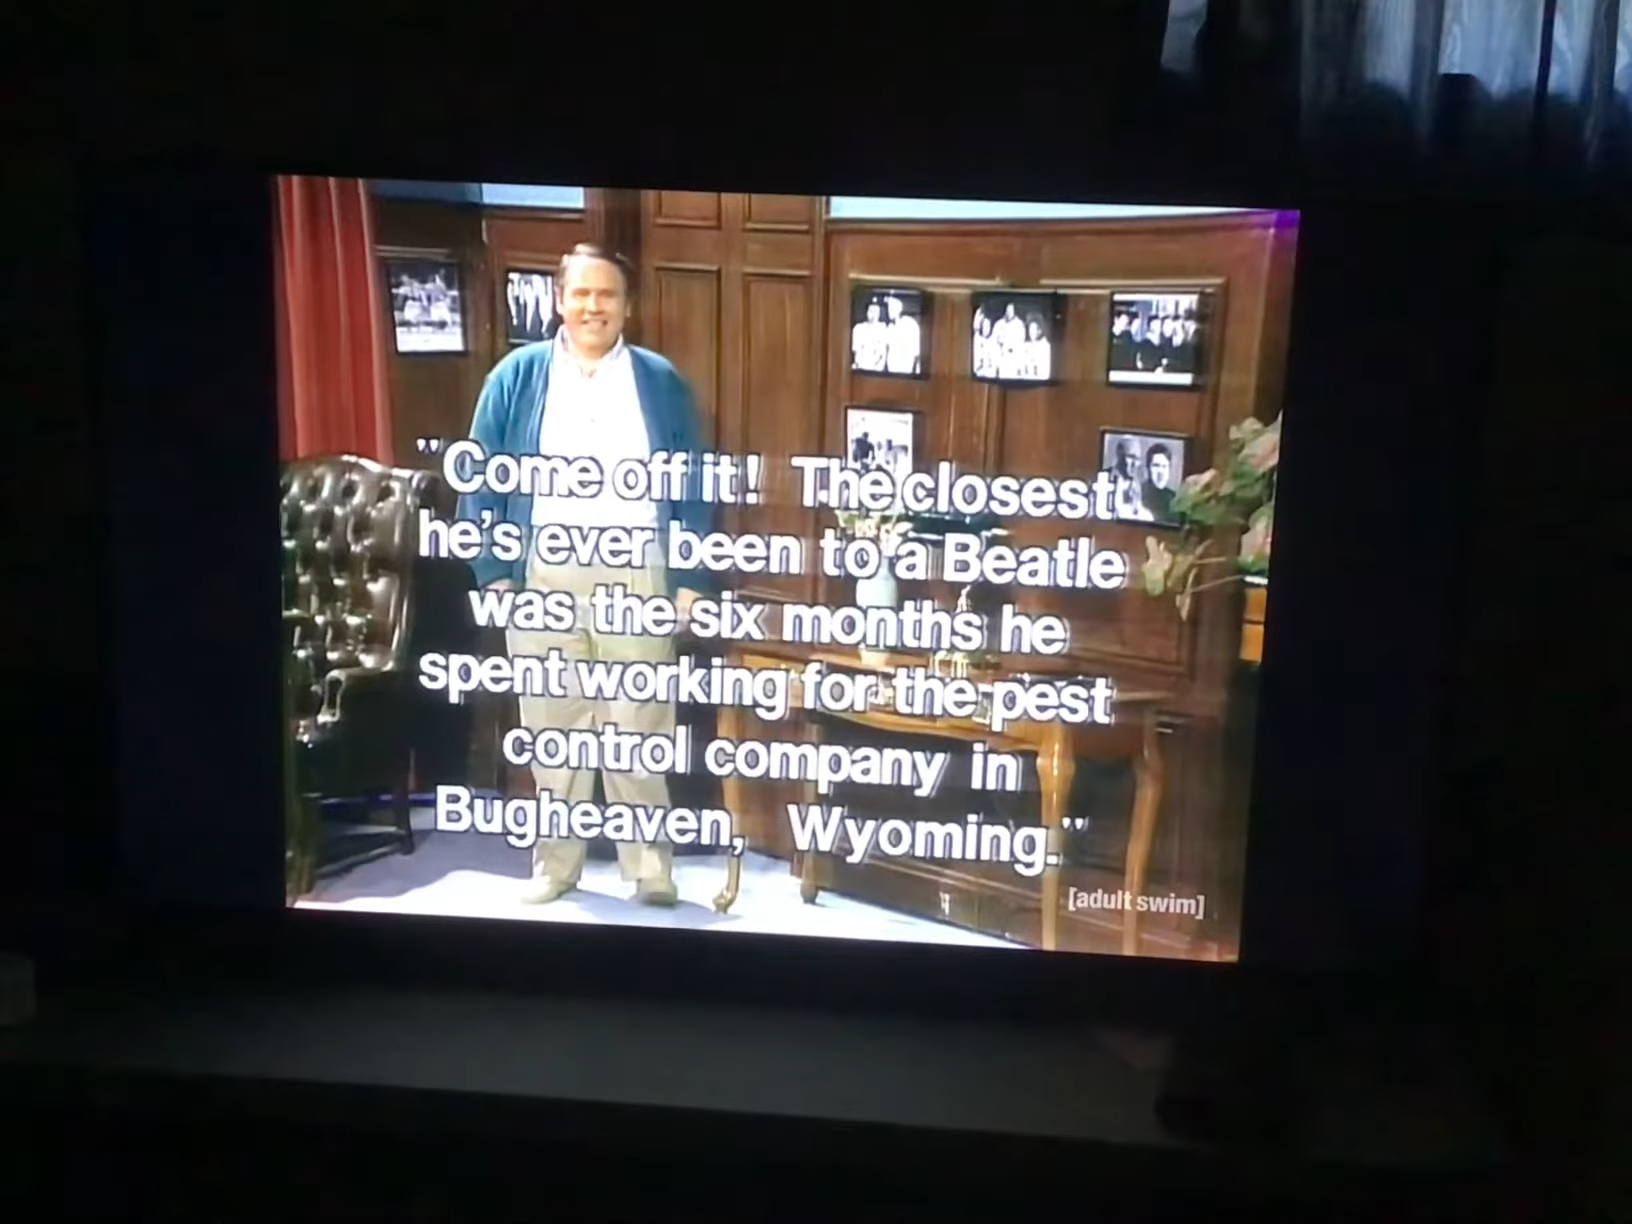 "Come off it! The closest
he's ever been to a Beatle
was the six months he
spent working for the pest
control company in
Bugheaven, Wyoming."
[adult swim]